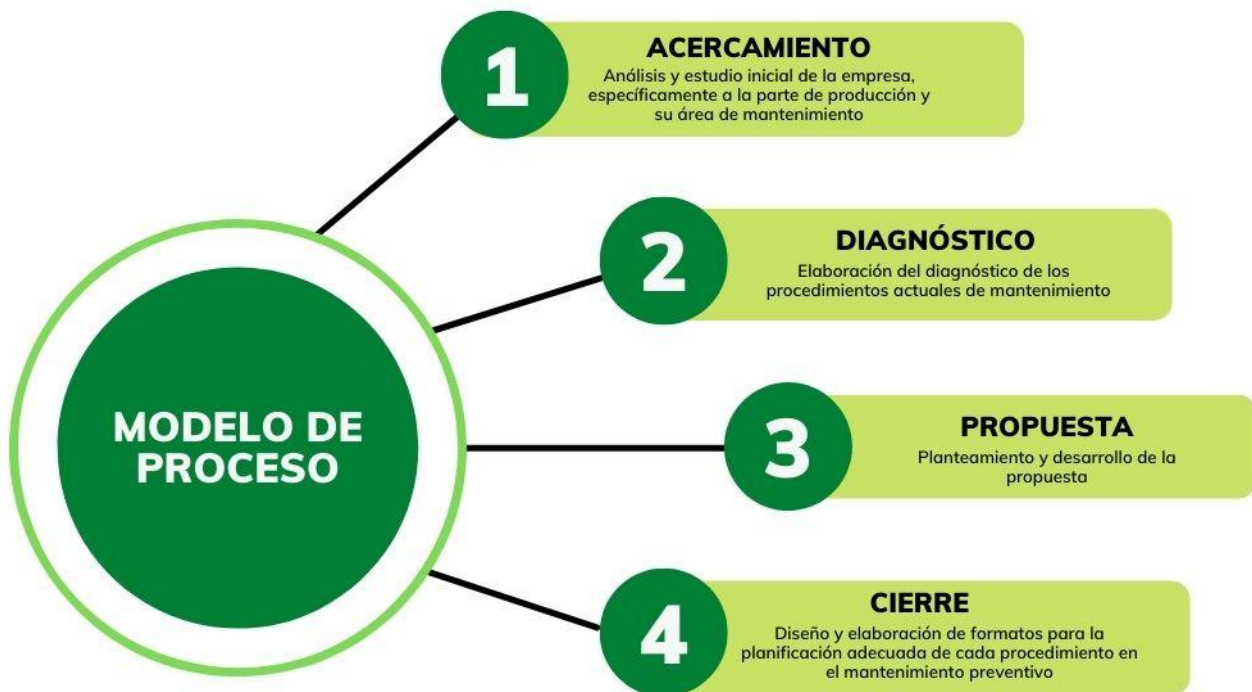 MODELO DE
PROCESO
1
ACERCAMIENTO
Análisis y estudio inicial de la empresa,
específicamente a la parte de producción y
su área de mantenimiento
2
DIAGNÓSTICO
Elaboración del diagnóstico de los
procedimientos actuales de mantenimiento
3
PROPUESTA
Planteamiento y desarrollo de la
propuesta
4
CIERRE
Diseño y elaboración de formatos para la
planificación adecuada de cada procedimiento en
el mantenimiento preventivo